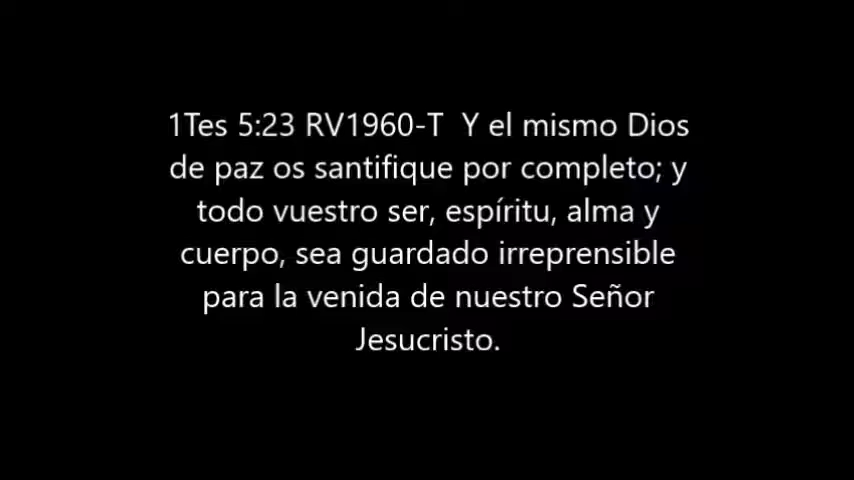 1Tes 5:23 RV1960-T  Y el mismo Dios
de paz os santifique por completo; y
todo vuestro ser, espíritu, alma y
cuerpo, sea guardado irreprensible
para la venida de nuestro Señor
Jesucristo.